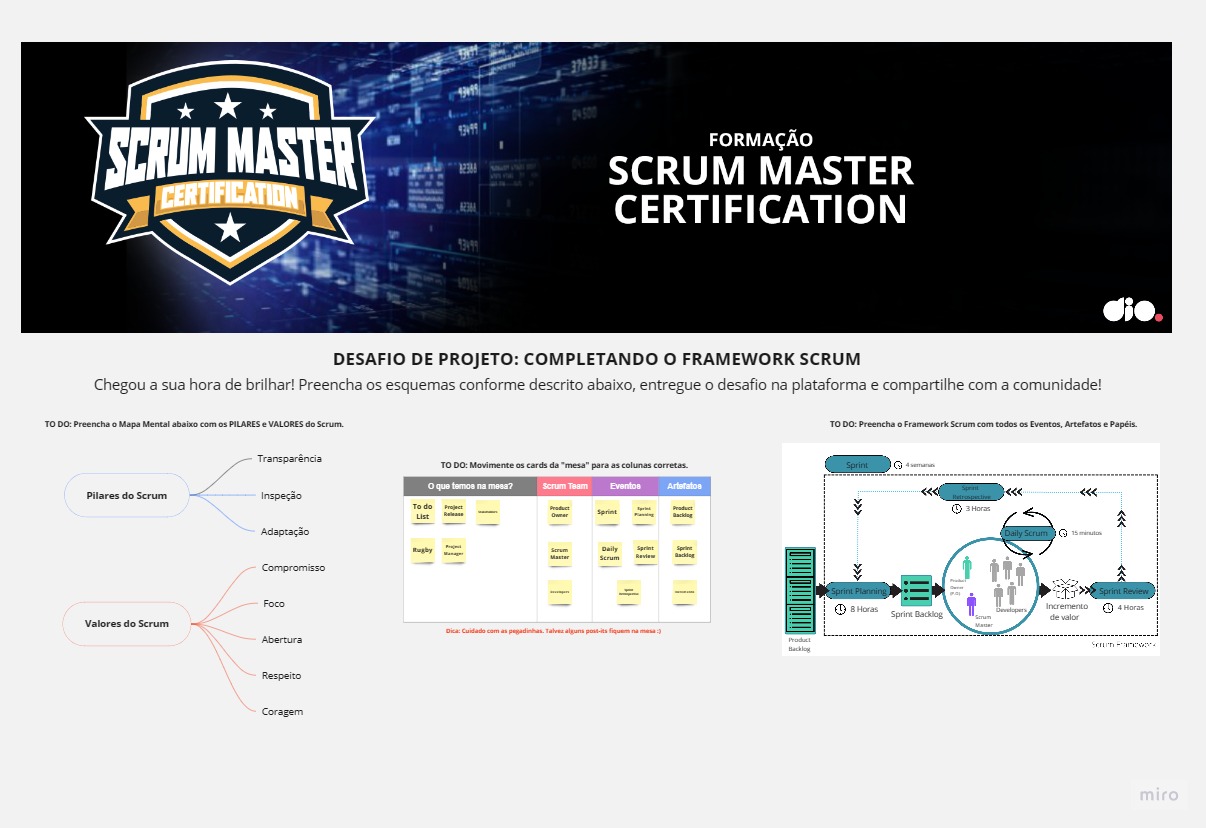 SCRUM MASTER
CERTIFICATION
FORMAÇÃO
SCRUM MASTER
CERTIFICATION
dio.
DESAFIO DE PROJETO: COMPLETANDO O FRAMEWORK SCRUM
Chegou a sua hora de brilhar! Preencha os esquemas conforme descrito abaixo, entregue o desafio na plataforma e compartilhe com a comunidade!
TO DO: Preencha o Mapa Mental abaixo com os PILARES e VALORES do Scrum.
Pilares do Scrum
Transparência
Inspeção
Adaptação
Valores do Scrum
Compromisso
Foco
Abertura
Respeito
Coragem
TO DO: Movimente os cards da "mesa" para as colunas corretas.
O que temos na mesa?
Scrum Team
Eventos
Artefatos
To do
List
Project
Release
Stakeholders
Product
Owner
Sprint
Sprint
Planning
Product
Backlog
Rugby
Project
Manager
Scrum
Master
Daily
Scrum
Sprint
Review
Sprint
Backlog
Developers
Sprint
Retrospective
Dica: Cuidado com as pegadinhas. Talvez alguns post-its fiquem na mesa :)
TO DO: Preencha o Framework Scrum com todos os Eventos, Artefatos e Papéis.
Sprint
4 semanas
Sprint
Retrospective
3 Horas
Daily Scrum
15 minutos
Product
Owner
(P.O)
Developers
Scrum
Master
Sprint Planning
8 Horas
Sprint Backlog
Incremento
de valor
Sprint Review
4 Horas
Product
Backlog
Scrum Framework
miro